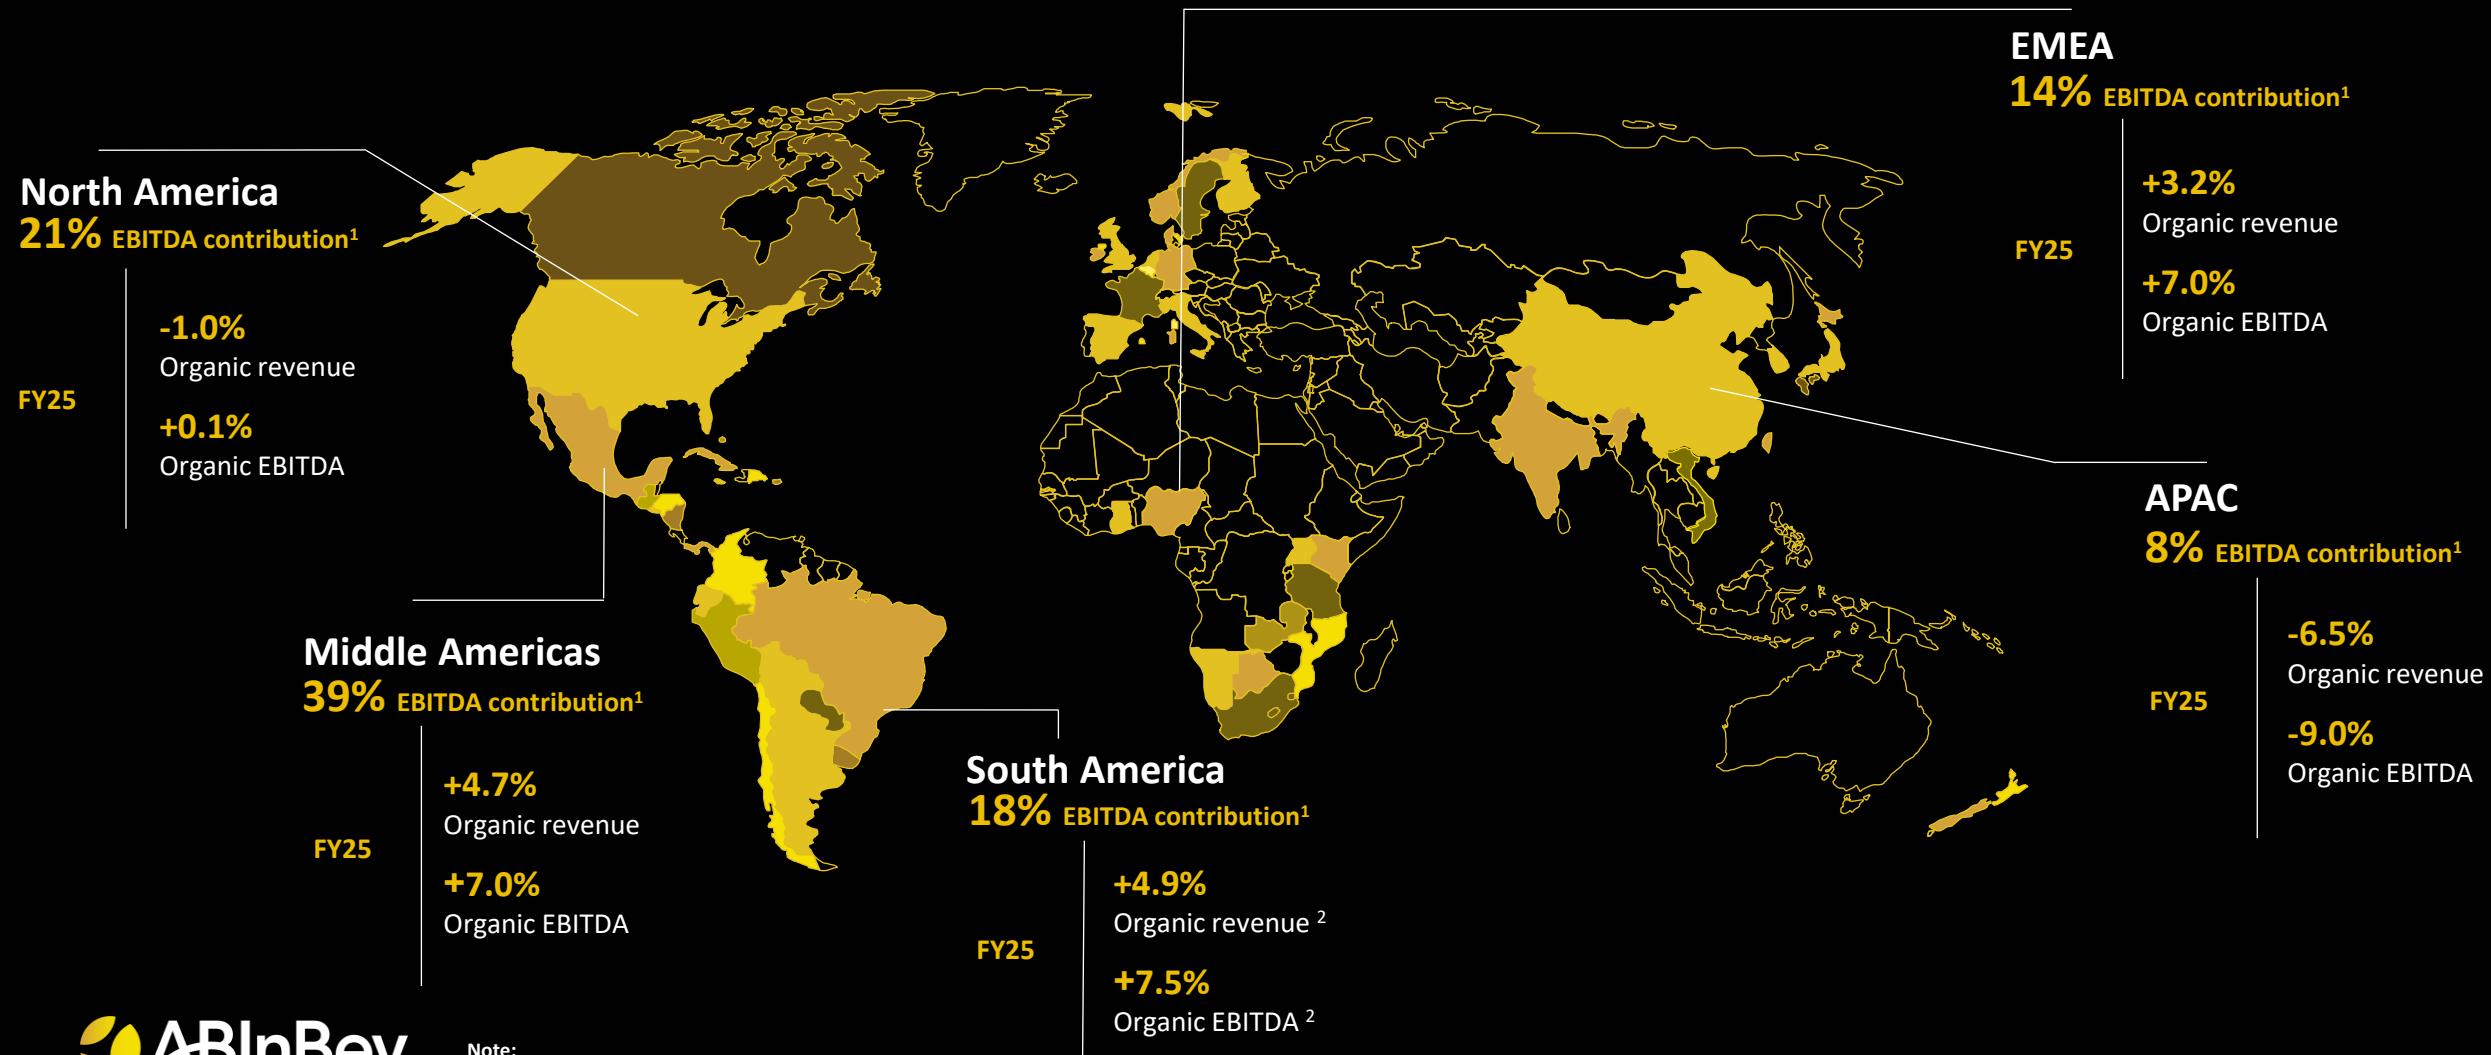 EMEA
14% EBITDA contribution¹
FY25
+3.2%
Organic revenue
+7.0%
Organic EBITDA
North America
21% EBITDA contribution¹
FY25
-1.0%
Organic revenue
+0.1%
Organic EBITDA
APAC
8% EBITDA contribution¹
FY25
-6.5%
Organic revenue
-9.0%
Organic EBITDA
Middle Americas
39% EBITDA contribution¹
FY25
+4.7%
Organic revenue
+7.0%
Organic EBITDA
South America
18% EBITDA contribution¹
FY25
+4.9%
Organic revenue ²
+7.5%
Organic EBITDA ²
ABInBev
Note: